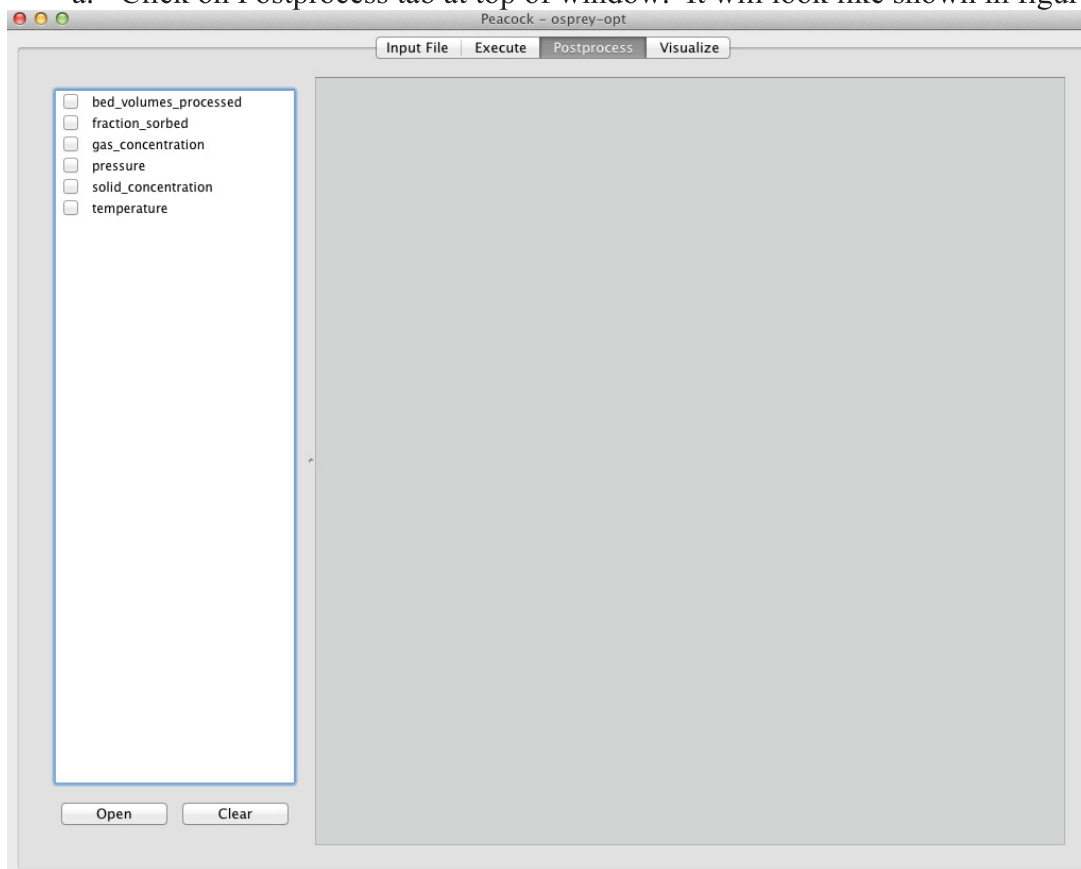 a. Click on Postprocess tab at top of window. It will look like shown in figur
Peacock - osprey-opt
Input File Execute Postprocess Visualize
bed_volumes_processed
fraction_sorbed
gas_concentration
pressure
solid_concentration
temperature
Open Clear